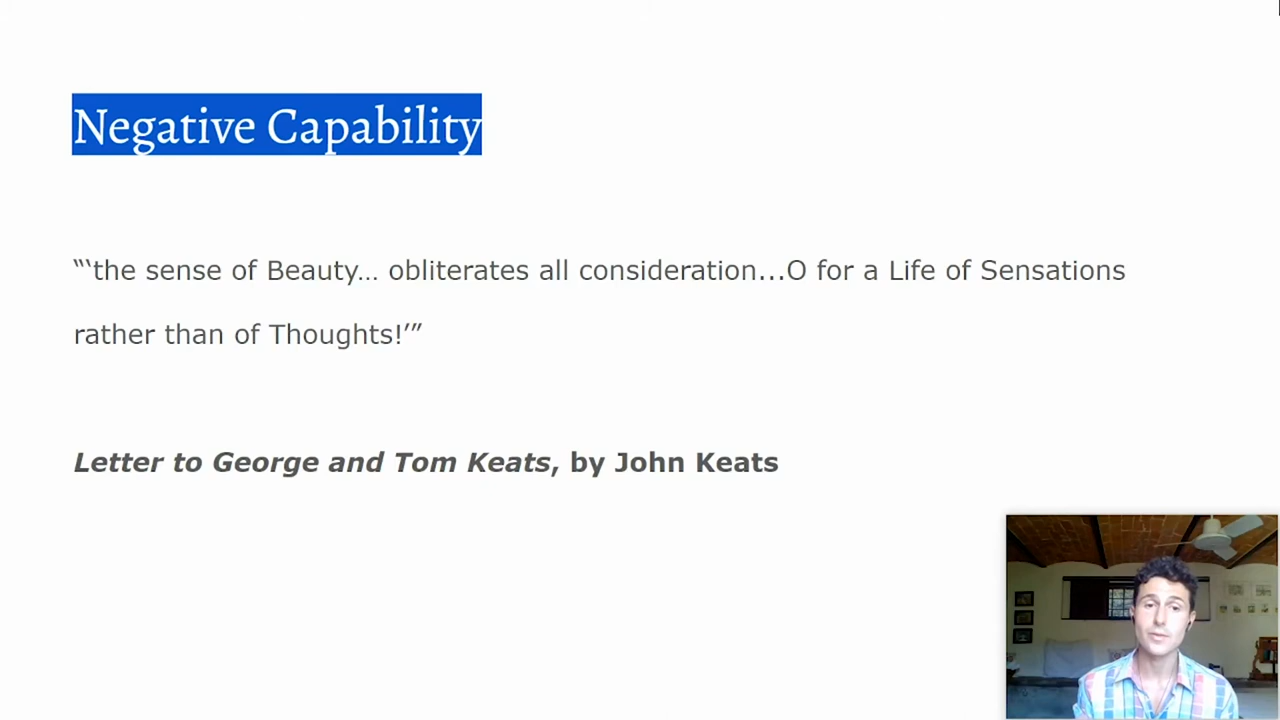 Negative Capability
“‘the sense of Beauty… obliterates all consideration...O for a Life of Sensations
rather than of Thoughts!’”
Letter to George and Tom Keats, by John Keats